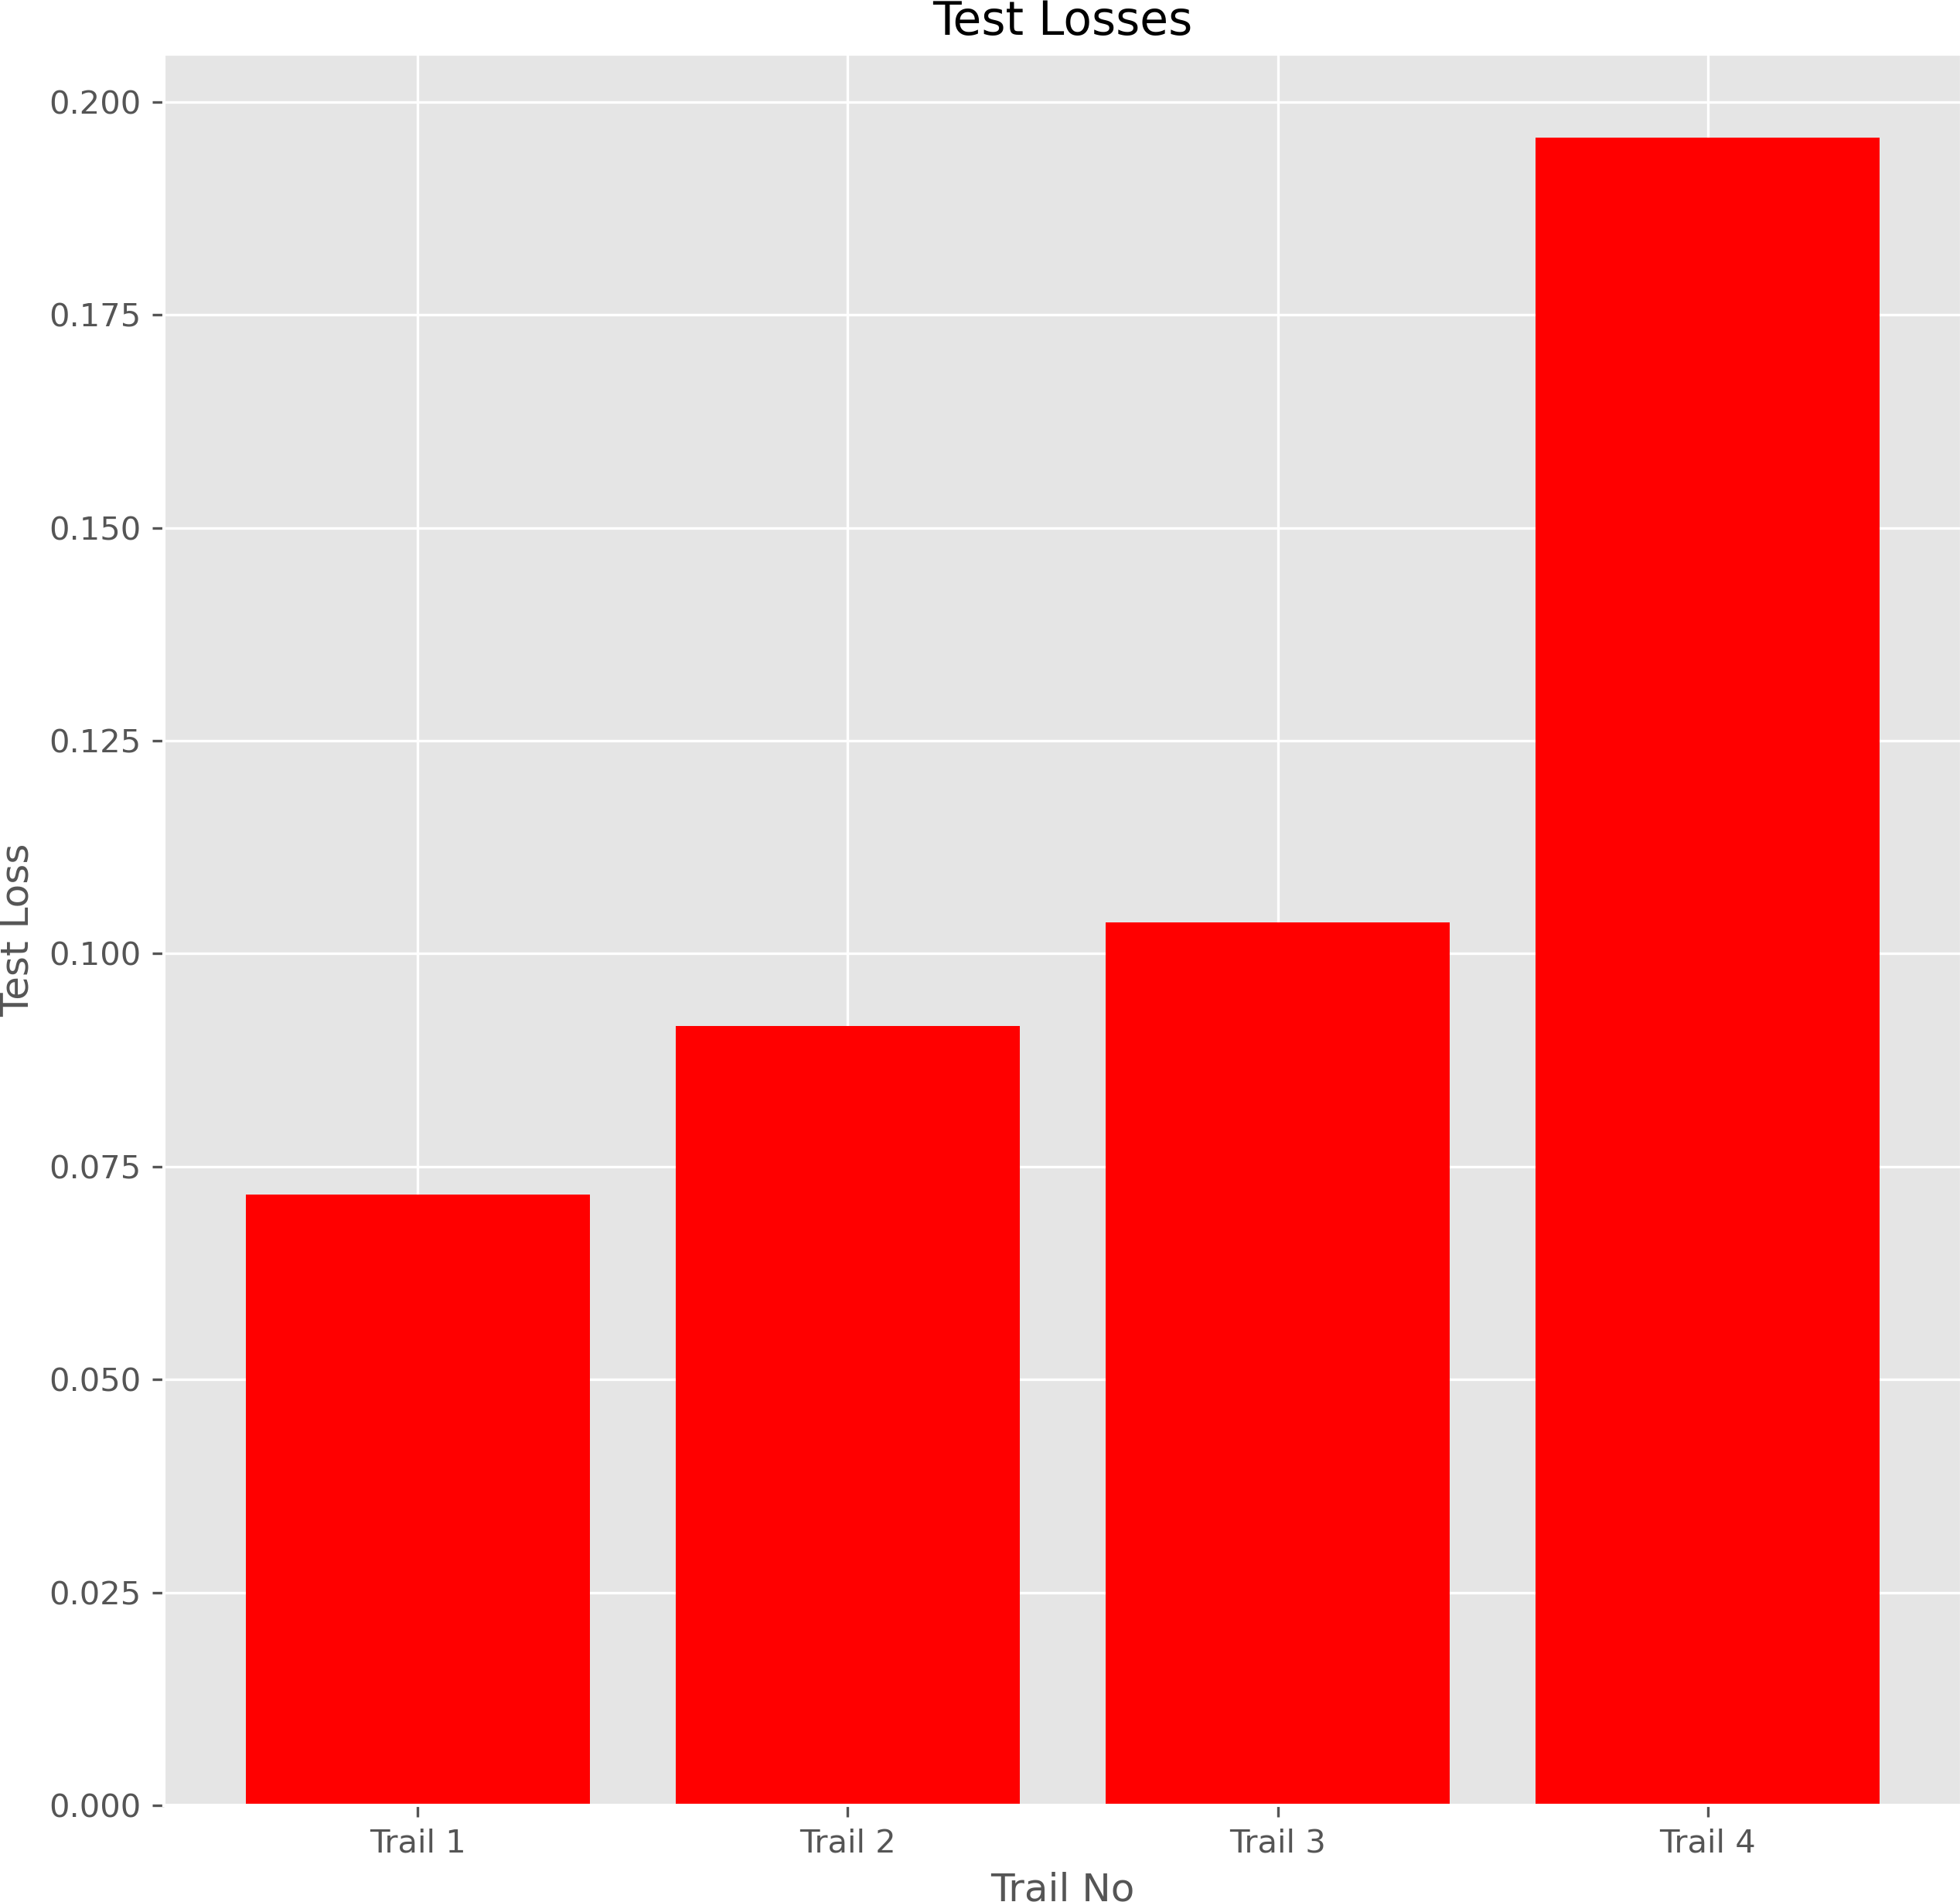 Test Losses
Test Loss
0.200
0.175
0.150
0.125
0.100
0.075
0.050
0.025
0.000
Trail 1
Trail 2
Trail 3
Trail 4
Trail No